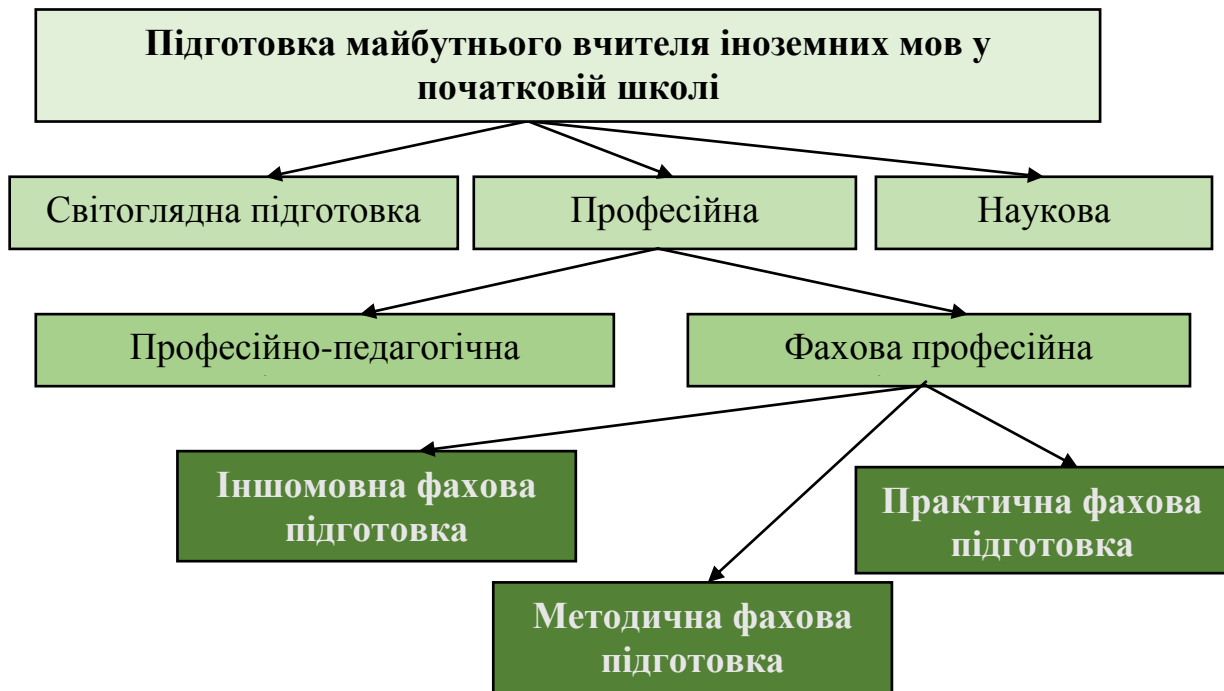 Підготовка майбутнього вчителя іноземних мов у
початковій школі
Світоглядна підготовка
Професійна
Наукова
Професійно-педагогічна
Фахова професійна
Іншомовна фахова
підготовка
Практична фахова
підготовка
Методична фахова
підготовка